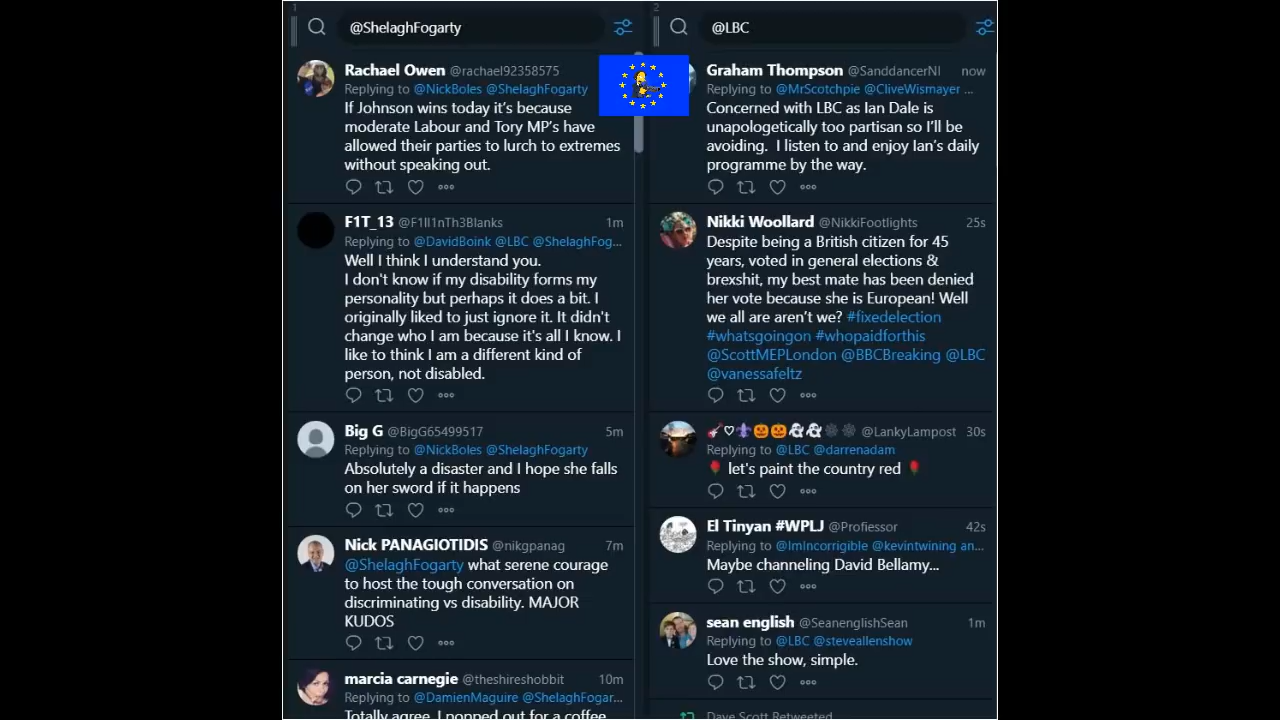 1
@ShelaghFogarty
Rachael Owen @rachael92358575
Replying to @NickBoles @ShelaghFogarty
If Johnson wins today it’s because
moderate Labour and Tory MP’s have
allowed their parties to lurch to extremes
without speaking out.
F1T_13 @F1ll1nTh3Blanks 1m
Replying to @DavidBoink @LBC @ShelaghFog...
Well I think I understand you.
I don't know if my disability forms my
personality but perhaps it does a bit. I
originally liked to just ignore it. It didn't
change who I am because it's all I know. I
like to think I am a different kind of
person, not disabled.
Big G @BigG65499517 5m
Replying to @NickBoles @ShelaghFogarty
Absolutely a disaster and I hope she falls
on her sword if it happens
Nick PANAGIOTIDIS @nikgpanag 7m
@ShelaghFogarty what serene courage
to host the tough conversation on
discriminating vs disability. MAJOR
KUDOS
marcia carnegie @theshireshobbit 10m
Replying to @DamienMaguire @ShelaghFogar...
Totally agree. I popped out for a coffee
2
@LBC
Graham Thompson @SanddancerNI now
Replying to @MrScotchpie @CliveWismayer ...
Concerned with LBC as Ian Dale is
unapologetically too partisan so I’ll be
avoiding. I listen to and enjoy Ian’s daily
programme by the way.
Nikki Woollard @NikkiFootlights 25s
Despite being a British citizen for 45
years, voted in general elections &
brexshit, my best mate has been denied
her vote because she is European! Well
we all are aren’t we? #fixedelection
#whatsgoingon #whopaidforthis
@ScottMEPLondon @BBCBreaking @LBC
@vanessafeltz
🎸♡⚜️🎃🎃👻👻🕸🕸 @LankyLampost 30s
Replying to @LBC @darrenadam
🌹 let's paint the country red 🌹
El Tinyan #WPLJ @Profiessor 42s
Replying to @ImIncorrigible @kevintwining an...
Maybe channeling David Bellamy...
sean english @SeanenglishSean 1m
Replying to @LBC @steveallenshow
Love the show, simple.
Dave Scott Retweeted